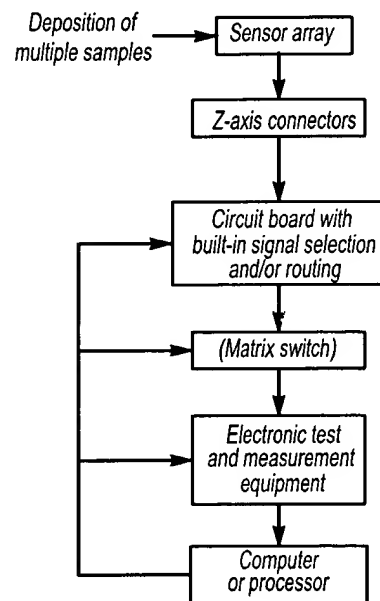 Deposition of
multiple samples
Sensor array
Z-axis connectors
Circuit board with
built-in signal selection
and/or routing
(Matrix switch)
Electronic test
and measurement
equipment
Computer
or processor